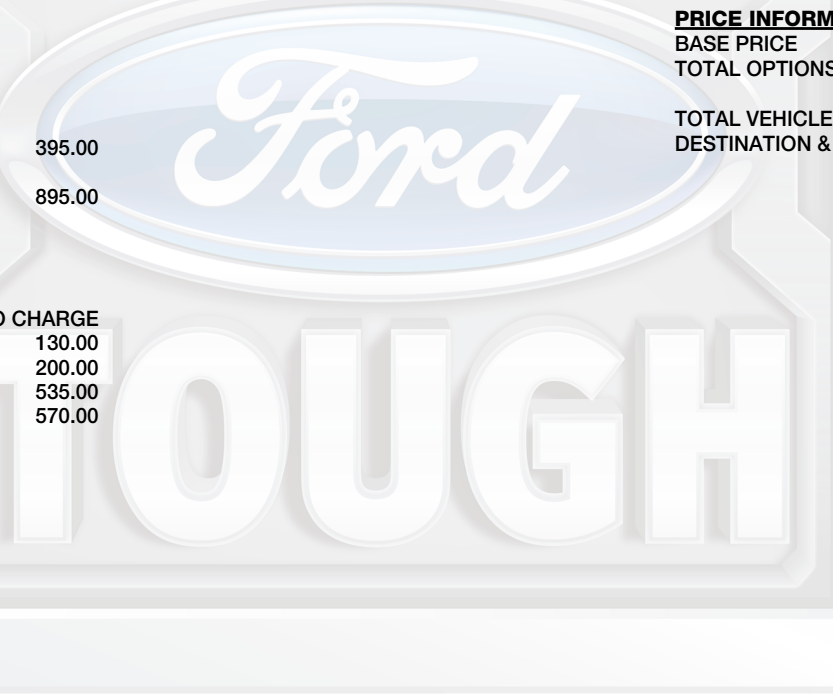 PRICE INFORM
BASE PRICE
TOTAL OPTIONS
TOTAL VEHICLE
DESTINATION &
395.00
895.00
O CHARGE
130.00
200.00
535.00
570.00
Ford
TOUGH